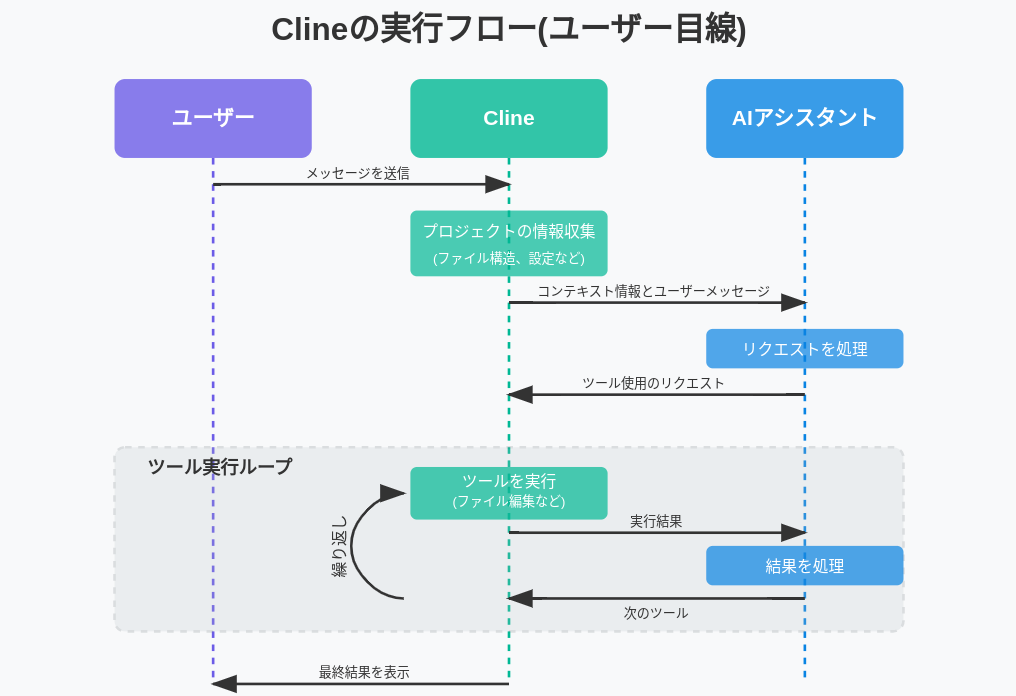 Clineの実行フロー(ユーザー目線)
ユーザー
Cline
AIアシスタント
メッセージを送信
プロジェクトの情報収集
(ファイル構造、設定など)
コンテキスト情報とユーザーメッセージ
リクエストを処理
ツール使用のリクエスト
ツール実行ループ
ツールを実行
(ファイル編集など)
繰り返し
実行結果
結果を処理
次のツール
最終結果を表示